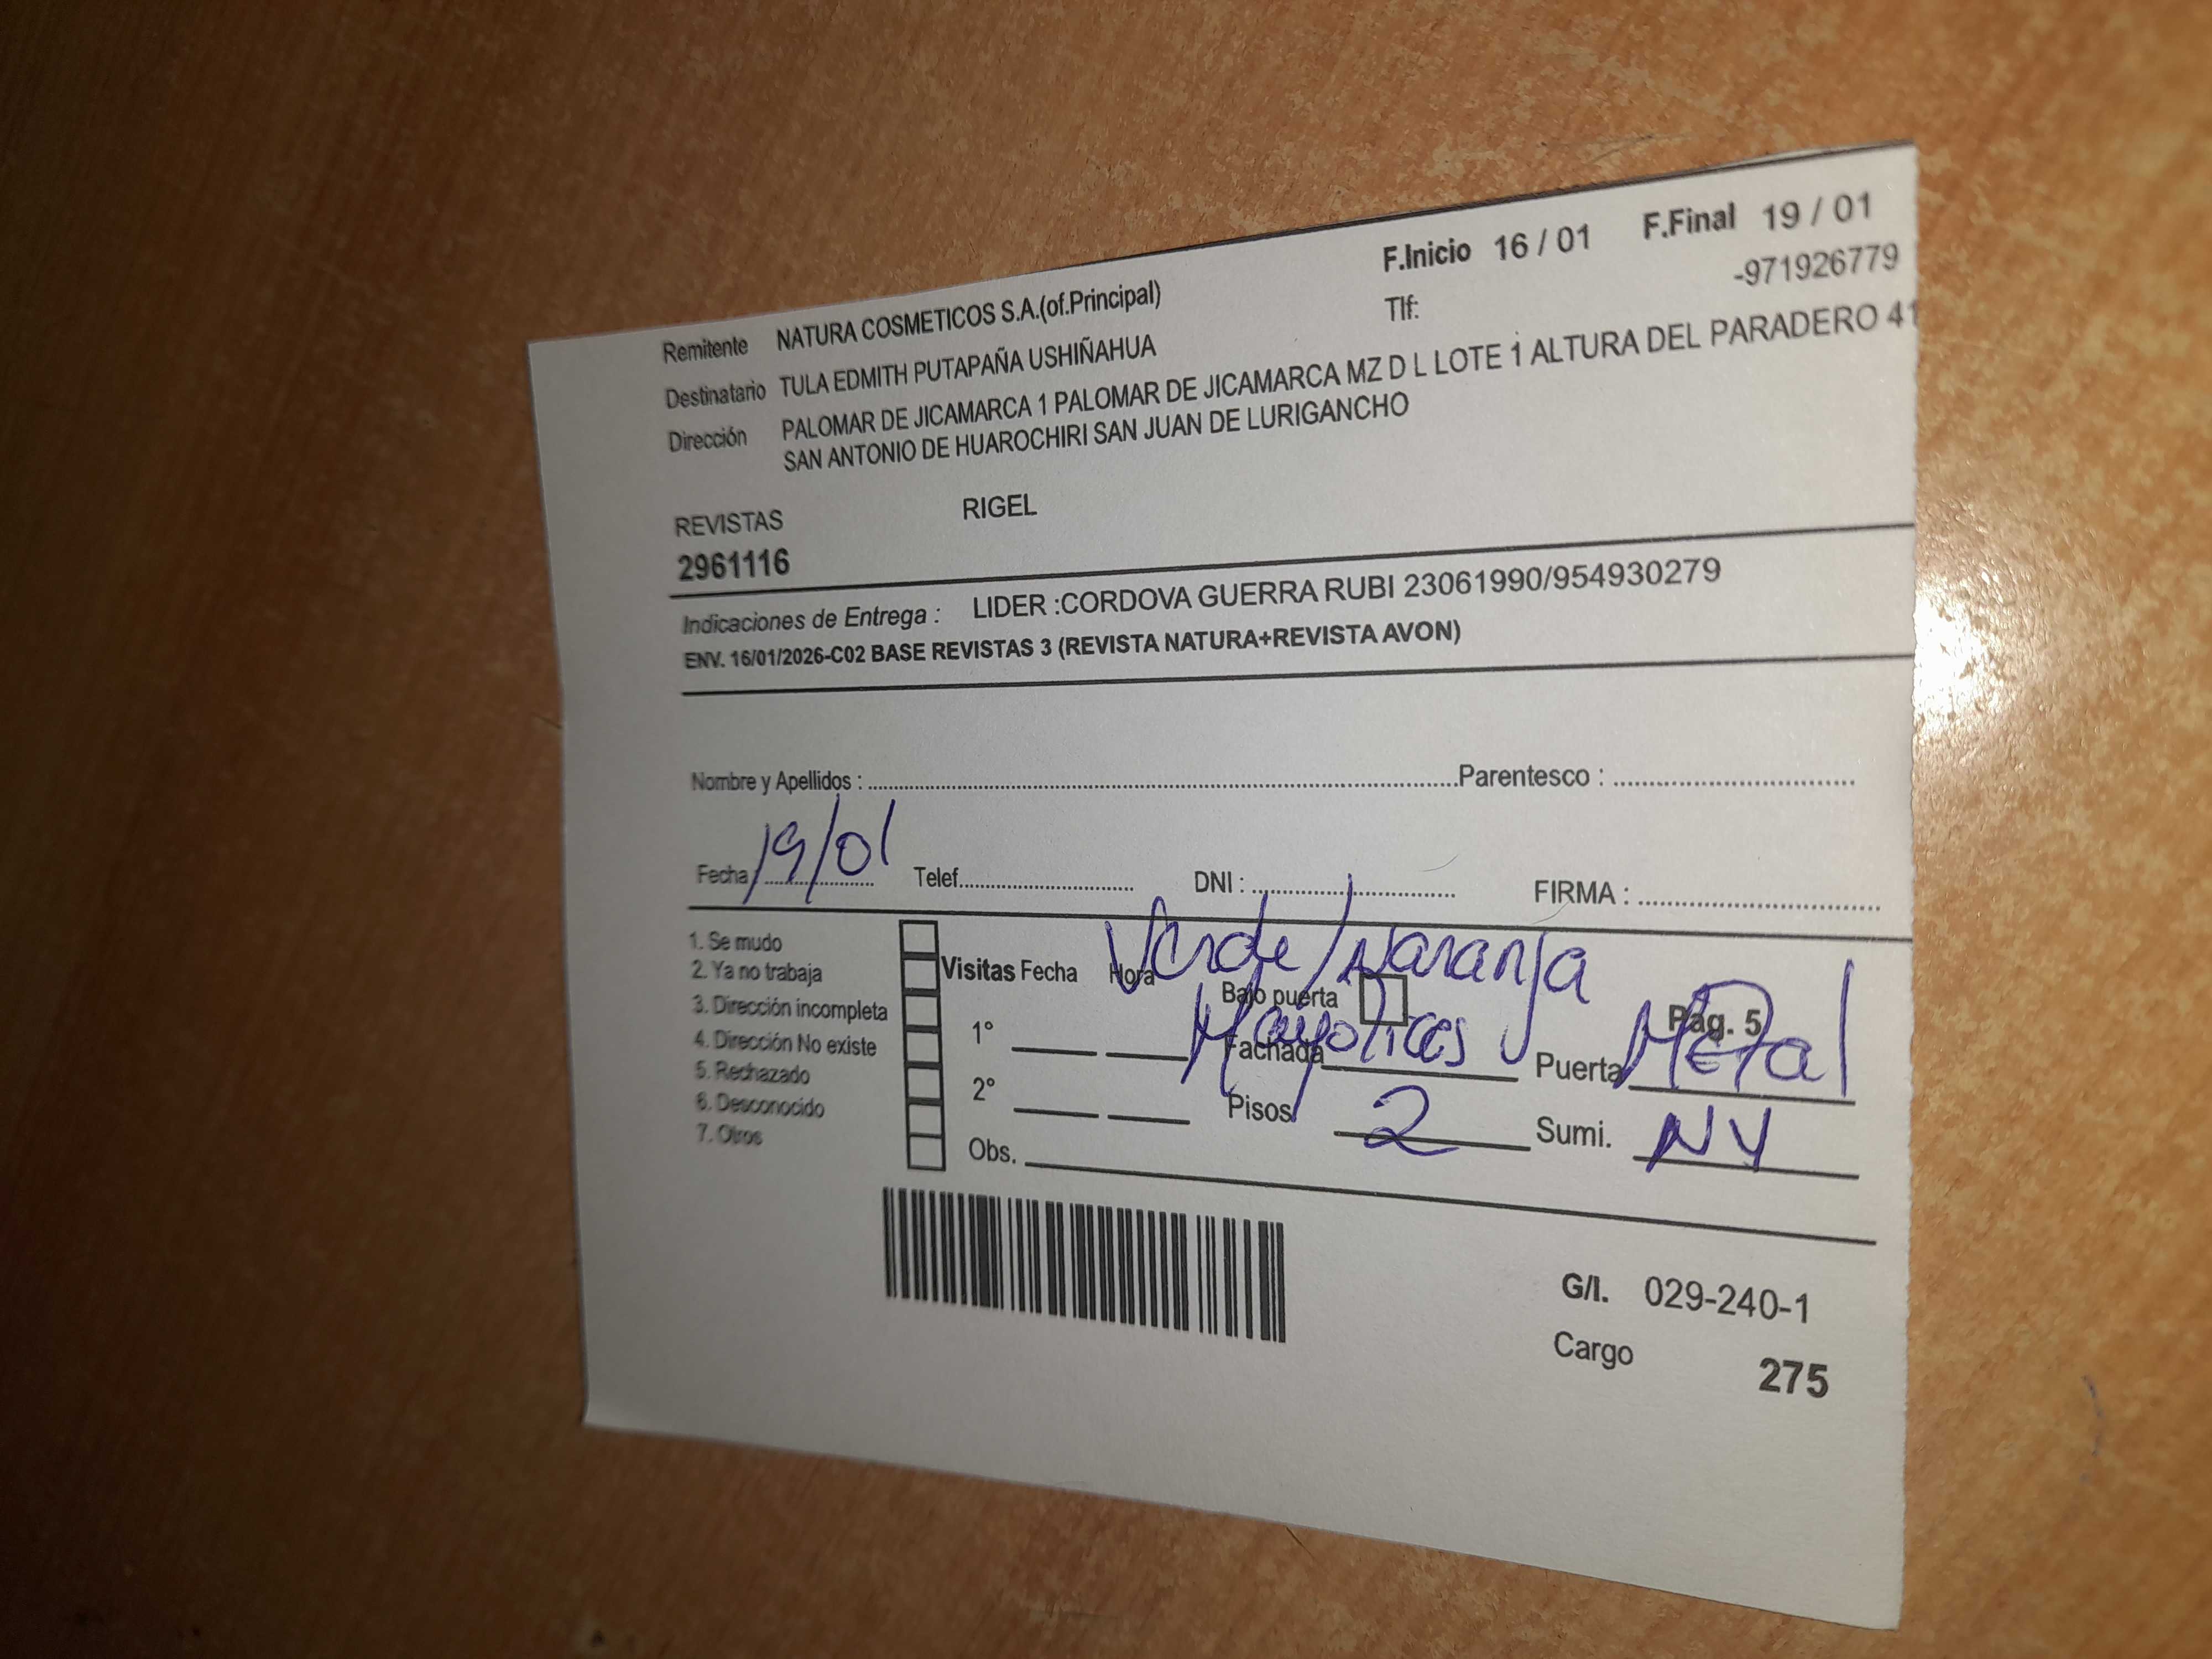 F.Inicio 16 / 01 F.Final 19 / 01
Remitente NATURA COSMETICOS S.A.(of.Principal)
Tlf: -971926779
Destinatario TULA EDMITH PUTAPAÑA USHIÑAHUA
Dirección PALOMAR DE JICAMARCA 1 PALOMAR DE JICAMARCA MZ D L LOTE 1 ALTURA DEL PARADERO 41
SAN ANTONIO DE HUAROCHIRI SAN JUAN DE LURIGANCHO
REVISTAS RIGEL
2961116
Indicaciones de Entrega : LIDER :CORDOVA GUERRA RUBI 23061990/954930279
ENV. 16/01/2026-C02 BASE REVISTAS 3 (REVISTA NATURA+REVISTA AVON)
Nombre y Apellidos : Parentesco :
Fecha 19/01 Telef. DNI : FIRMA :
1. Se mudo
2. Ya no trabaja
3. Dirección incompleta
4. Dirección No existe
5. Rechazado
6. Desconocido
7. Otros
Visitas Fecha Hora
1°
2°
Obs.
Verde/Naranja
Bajo puerta
Pág. 5
Fachada Mayolicas Puerta Metal
Pisos 2 Sumi. NV
G/I. 029-240-1
Cargo 275